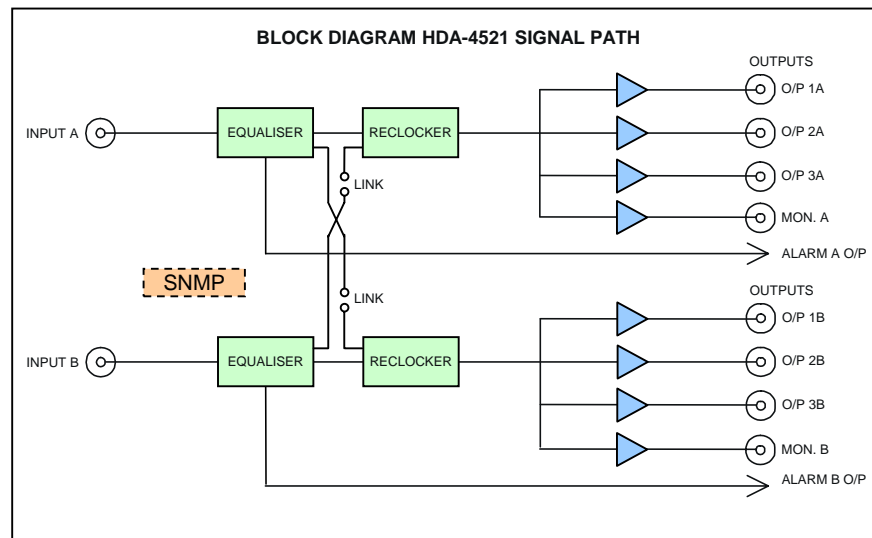 BLOCK DIAGRAM HDA-4521 SIGNAL PATH
OUTPUTS
O/P 1A
INPUT A
EQUALISER
RECLOCKER
O/P 2A
LINK
O/P 3A
MON. A
ALARM A O/P
SNMP
LINK
OUTPUTS
O/P 1B
INPUT B
EQUALISER
RECLOCKER
O/P 2B
O/P 3B
MON. B
ALARM B O/P